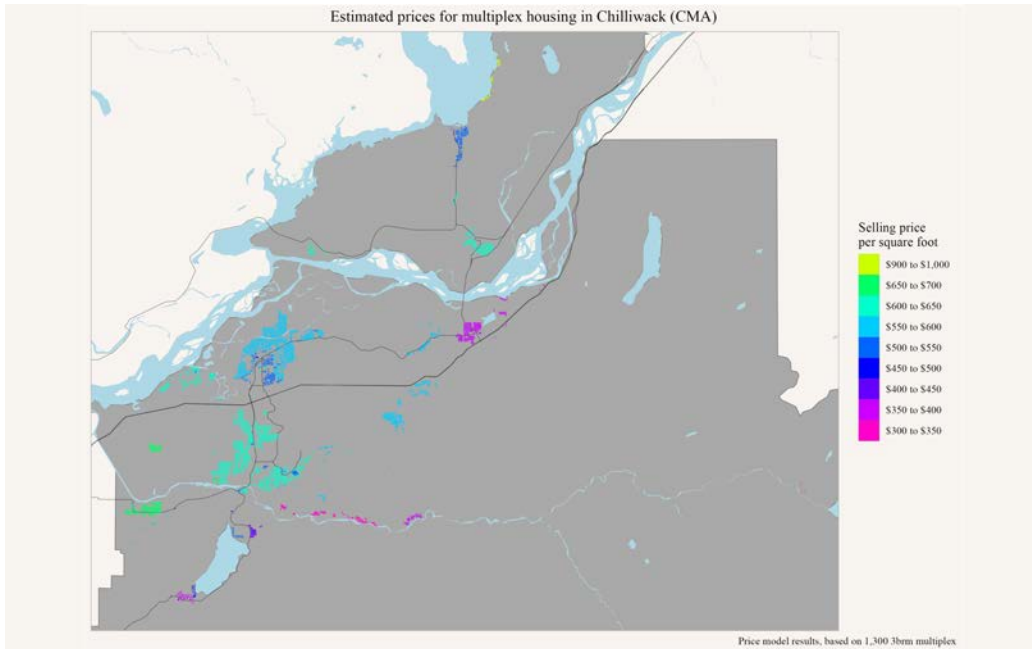 Estimated prices for multiplex housing in Chilliwack (CMA)
Selling price
per square foot
$900 to $1,000
$650 to $700
$600 to $650
$550 to $600
$500 to $550
$450 to $500
$400 to $450
$350 to $400
$300 to $350
Price model results, based on 1,300 3brm multiplex